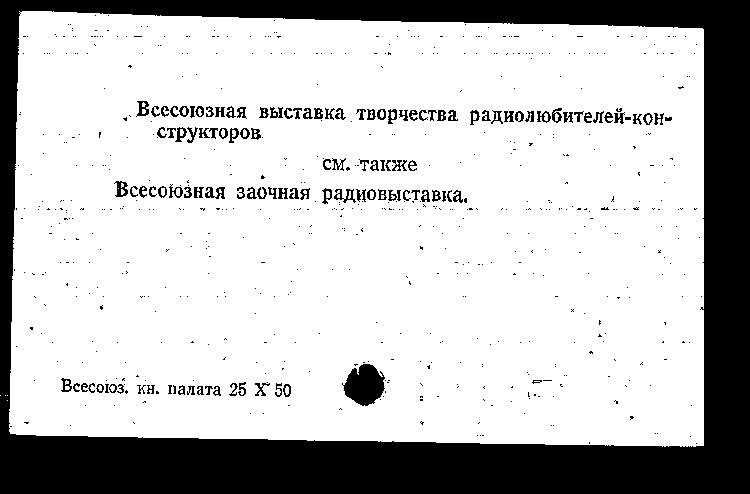 Всесоюзная выставка творчества радиолюбителей-кон-
структоров
см. также
Всесоюзная заочная радиовыставка.
Всесоюз. кн. палата 25 X 50